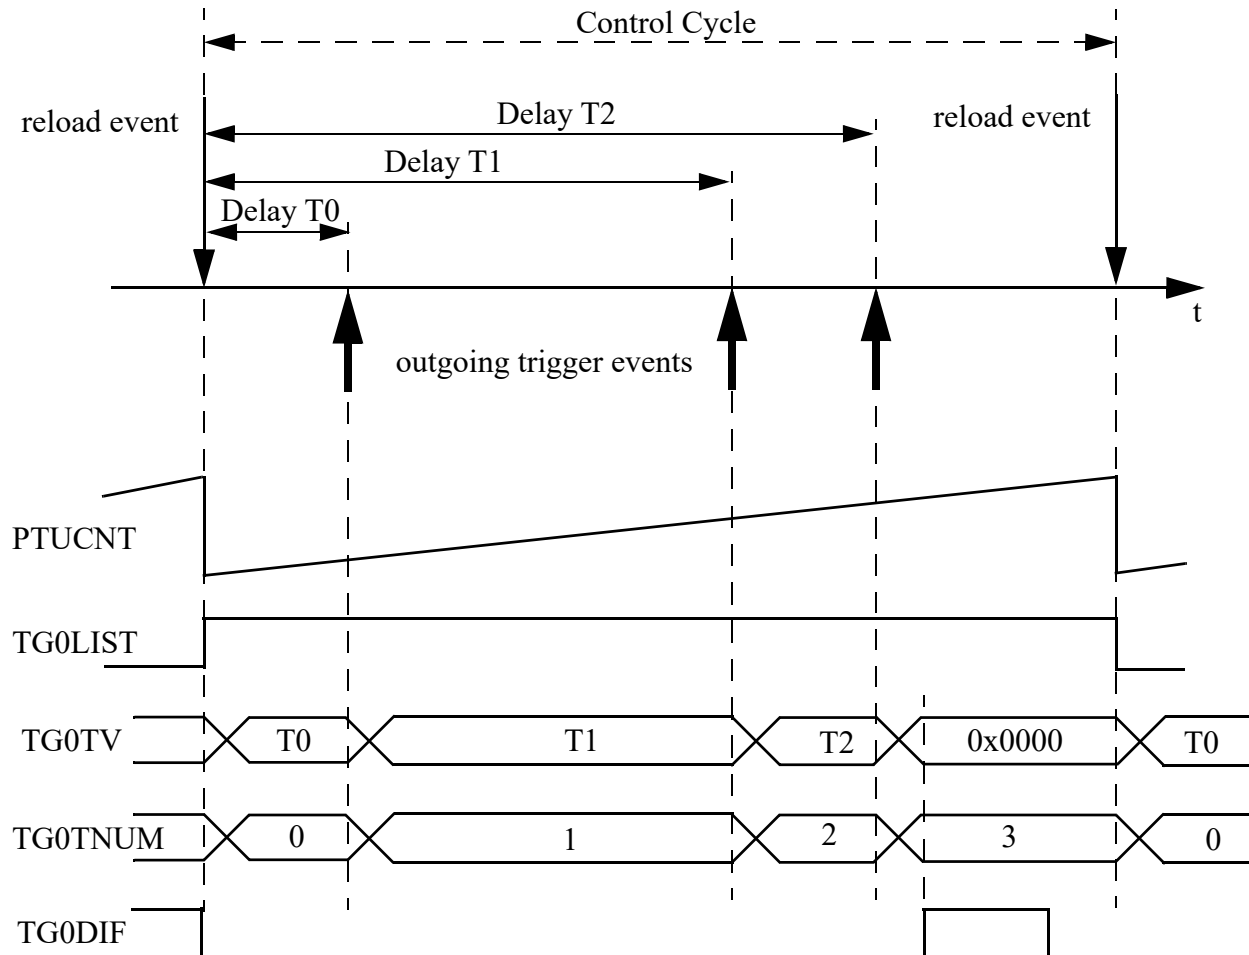 Control Cycle
reload event
Delay T2
reload event
Delay T1
Delay T0
t
outgoing trigger events
PTUCNT
TG0LIST
TG0TV
T0
T1
T2
0x0000
T0
TG0TNUM
0
1
2
3
0
TG0DIF